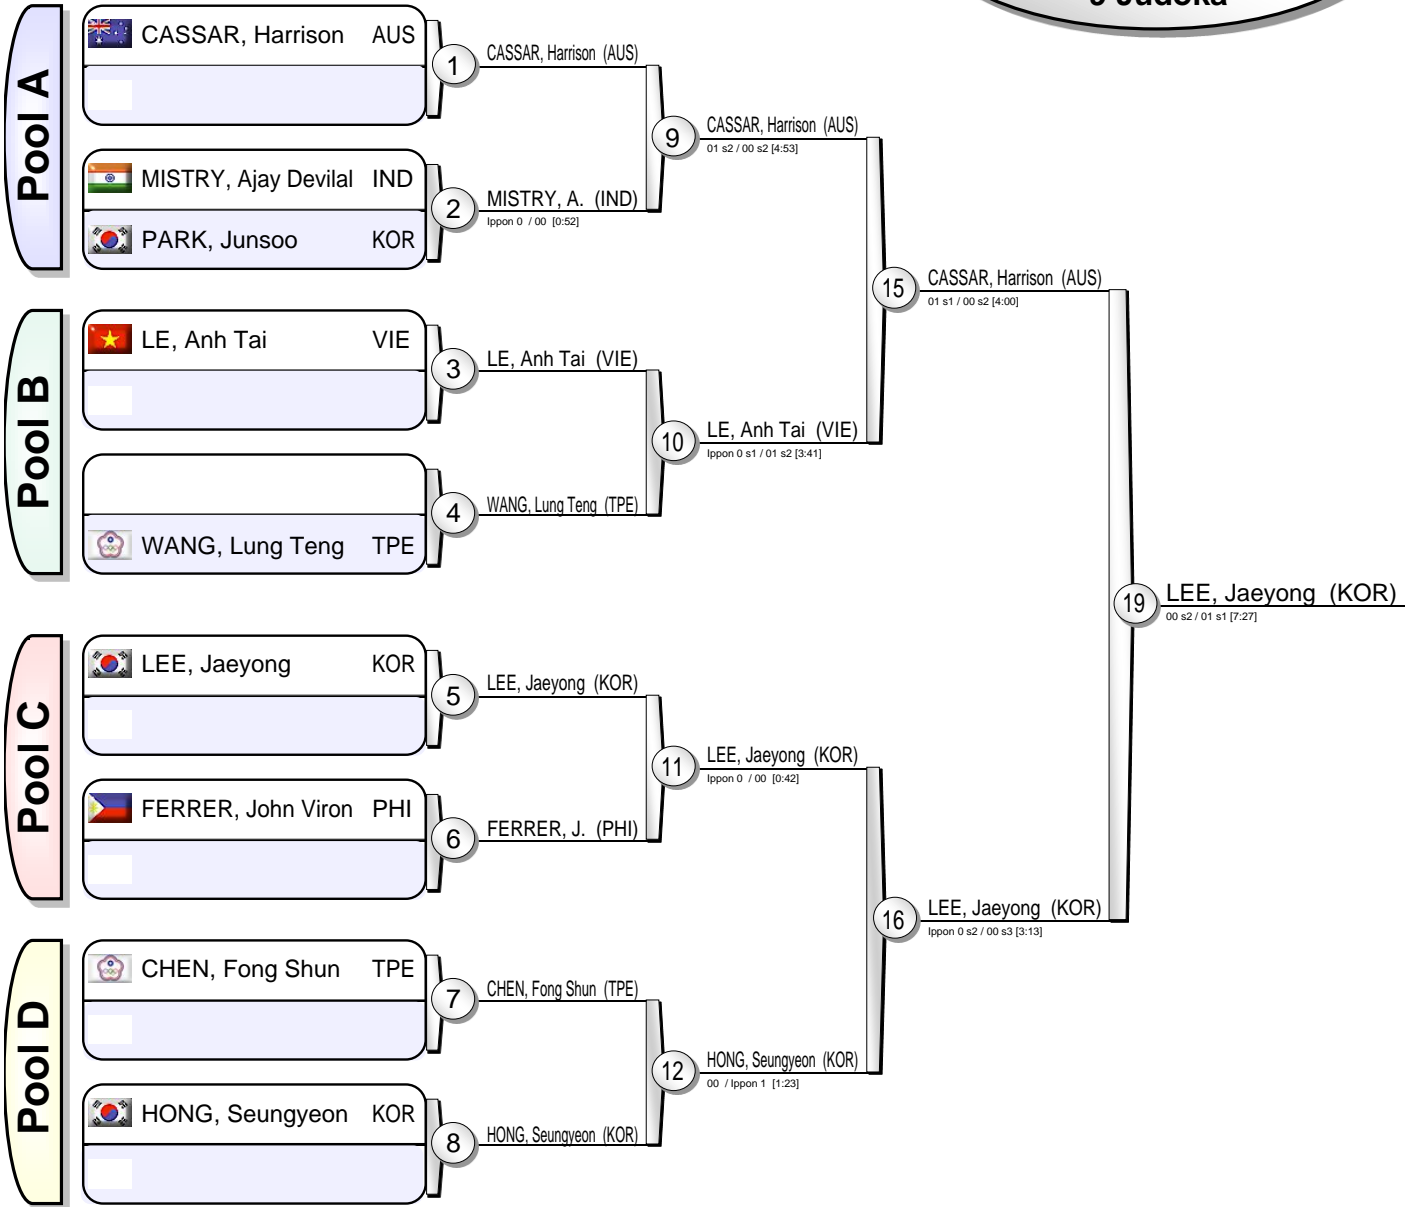 9 Judoka
Pool A
CASSAR, Harrison AUS
MISTRY, Ajay Devilal IND
PARK, Junsoo KOR
1
CASSAR, Harrison (AUS)
2
MISTRY, A. (IND)
Ippon 0 / 00 [0:52]
9
CASSAR, Harrison (AUS)
01 s2 / 00 s2 [4:53]
Pool B
LE, Anh Tai VIE
WANG, Lung Teng TPE
3
LE, Anh Tai (VIE)
4
WANG, Lung Teng (TPE)
10
LE, Anh Tai (VIE)
Ippon 0 s1 / 01 s2 [3:41]
15
CASSAR, Harrison (AUS)
01 s1 / 00 s2 [4:00]
Pool C
LEE, Jaeyong KOR
FERRER, John Viron PHI
5
LEE, Jaeyong (KOR)
6
FERRER, J. (PHI)
11
LEE, Jaeyong (KOR)
Ippon 0 / 00 [0:42]
Pool D
CHEN, Fong Shun TPE
HONG, Seungyeon KOR
7
CHEN, Fong Shun (TPE)
8
HONG, Seungyeon (KOR)
12
HONG, Seungyeon (KOR)
00 / Ippon 1 [1:23]
16
LEE, Jaeyong (KOR)
Ippon 0 s2 / 00 s3 [3:13]
19
LEE, Jaeyong (KOR)
00 s2 / 01 s1 [7:27]